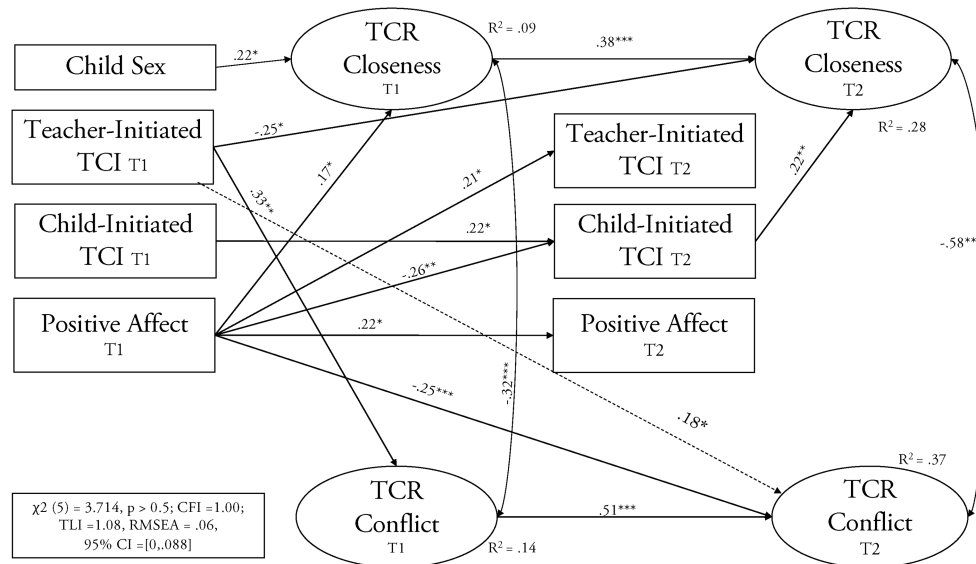 TCR
Closeness
T1
R² = .09
TCR
Closeness
T2
R² = .28
Child Sex
.22*
.38***
Teacher-Initiated
TCI T1
-.25*
.33**
.17*
.21*
Teacher-Initiated
TCI T2
.22**
Child-Initiated
TCI T1
.22*
-.26**
Child-Initiated
TCI T2
-.58**
Positive Affect
T1
.22*
Positive Affect
T2
-.25***
-.32***
.18*
TCR
Conflict
T1
R² = .14
.51***
TCR
Conflict
T2
R² = .37
χ2 (5) = 3.714, p > 0.5; CFI =1.00;
TLI =1.08, RMSEA = .06,
95% CI =[0,.088]